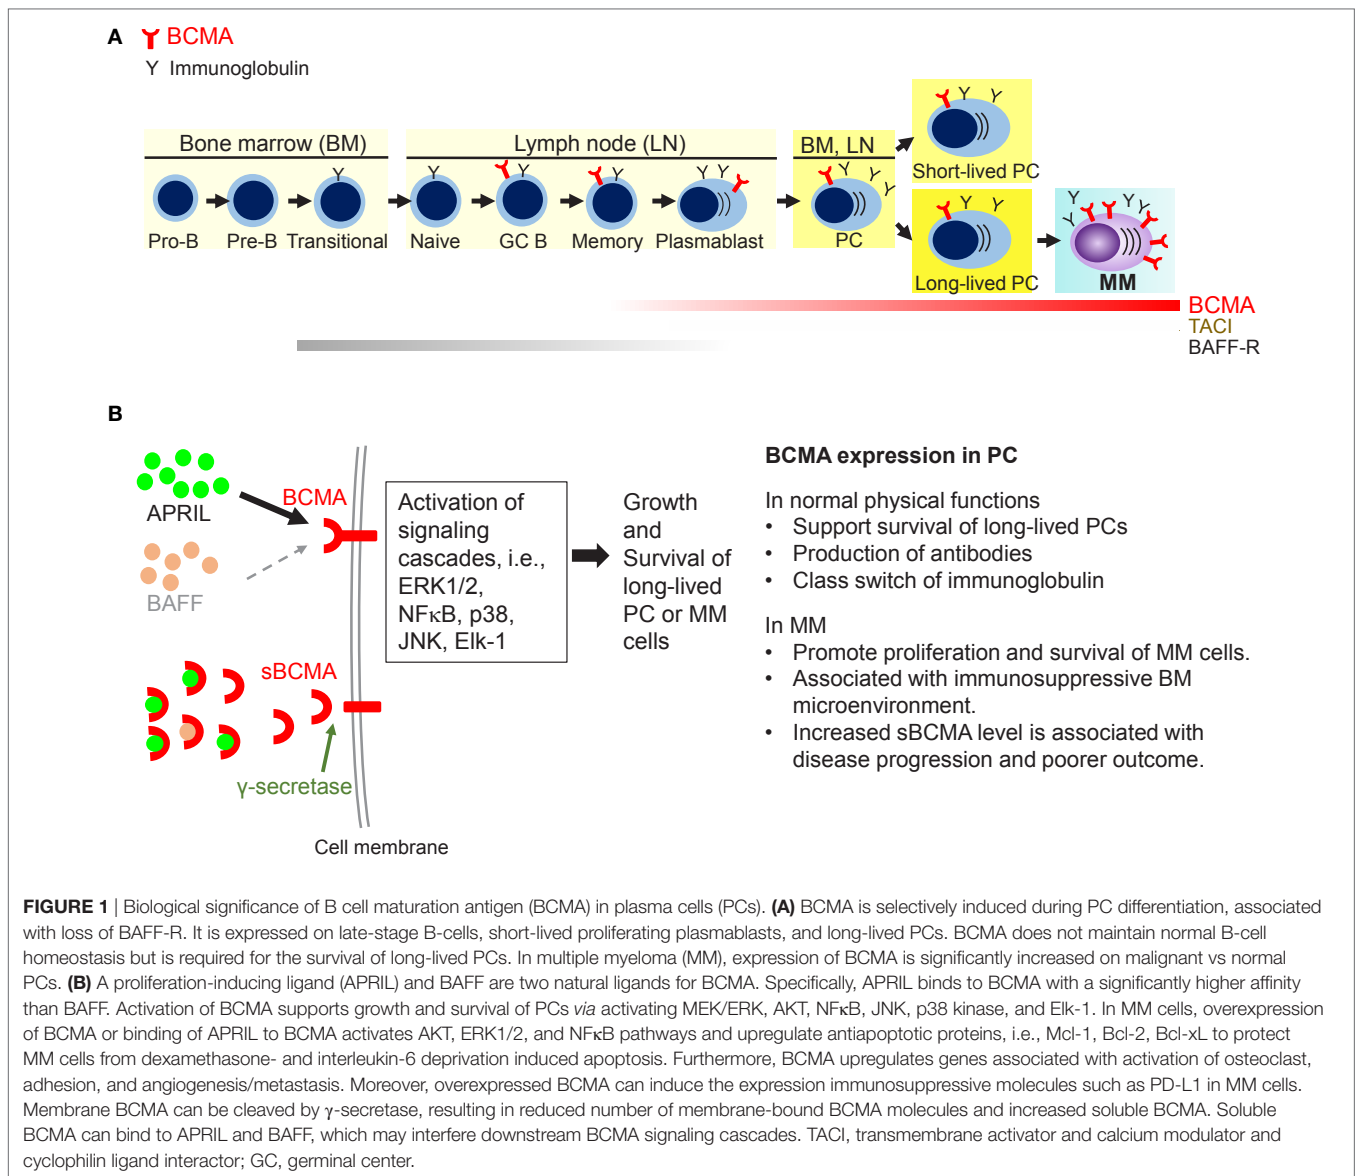 A
BCMA
Y Immunoglobulin
Bone marrow (BM)
Lymph node (LN)
BM, LN
Pro-B
Pre-B
Transitional
Naive
GC B
Memory
Plasmablast
PC
Short-lived PC
Long-lived PC
MM
BCMA
TACI
BAFF-R
B
APRIL
BAFF
BCMA
sBCMA
γ-secretase
Cell membrane
Activation of
signaling
cascades, i.e.,
ERK1/2,
NFκB, p38,
JNK, Elk-1
Growth
and
Survival of
long-lived
PC or MM
cells
BCMA expression in PC
In normal physical functions
• Support survival of long-lived PCs
• Production of antibodies
• Class switch of immunoglobulin
In MM
• Promote proliferation and survival of MM cells.
• Associated with immunosuppressive BM
microenvironment.
• Increased sBCMA level is associated with
disease progression and poorer outcome.
FIGURE 1 | Biological significance of B cell maturation antigen (BCMA) in plasma cells (PCs). (A) BCMA is selectively induced during PC differentiation, associated
with loss of BAFF-R. It is expressed on late-stage B-cells, short-lived proliferating plasmablasts, and long-lived PCs. BCMA does not maintain normal B-cell
homeostasis but is required for the survival of long-lived PCs. In multiple myeloma (MM), expression of BCMA is significantly increased on malignant vs normal
PCs. (B) A proliferation-inducing ligand (APRIL) and BAFF are two natural ligands for BCMA. Specifically, APRIL binds to BCMA with a significantly higher affinity
than BAFF. Activation of BCMA supports growth and survival of PCs via activating MEK/ERK, AKT, NFκB, JNK, p38 kinase, and Elk-1. In MM cells, overexpression
of BCMA or binding of APRIL to BCMA activates AKT, ERK1/2, and NFκB pathways and upregulate antiapoptotic proteins, i.e., Mcl-1, Bcl-2, Bcl-xL to protect
MM cells from dexamethasone- and interleukin-6 deprivation induced apoptosis. Furthermore, BCMA upregulates genes associated with activation of osteoclast,
adhesion, and angiogenesis/metastasis. Moreover, overexpressed BCMA can induce the expression immunosuppressive molecules such as PD-L1 in MM cells.
Membrane BCMA can be cleaved by γ-secretase, resulting in reduced number of membrane-bound BCMA molecules and increased soluble BCMA. Soluble
BCMA can bind to APRIL and BAFF, which may interfere downstream BCMA signaling cascades. TACI, transmembrane activator and calcium modulator and
cyclophilin ligand interactor; GC, germinal center.